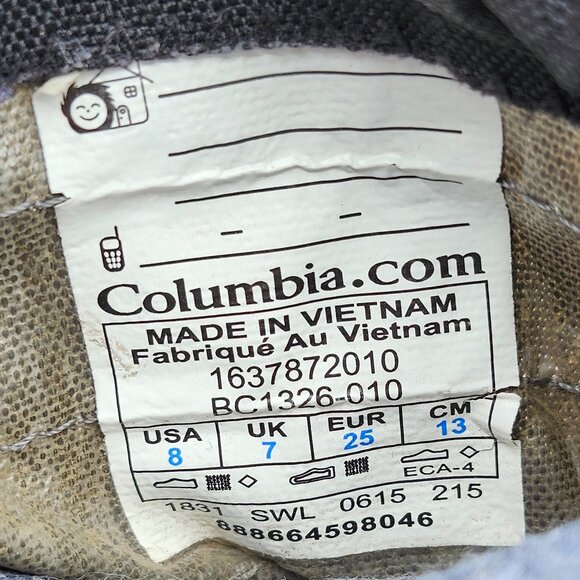 Columbia.com
MADE IN VIETNAM
Fabriqué Au Vietnam
1637872010
BC1326-010
USA UK EUR CM
8 7 25 13
ECA-4
1831 SWL 0615 215
888664598046